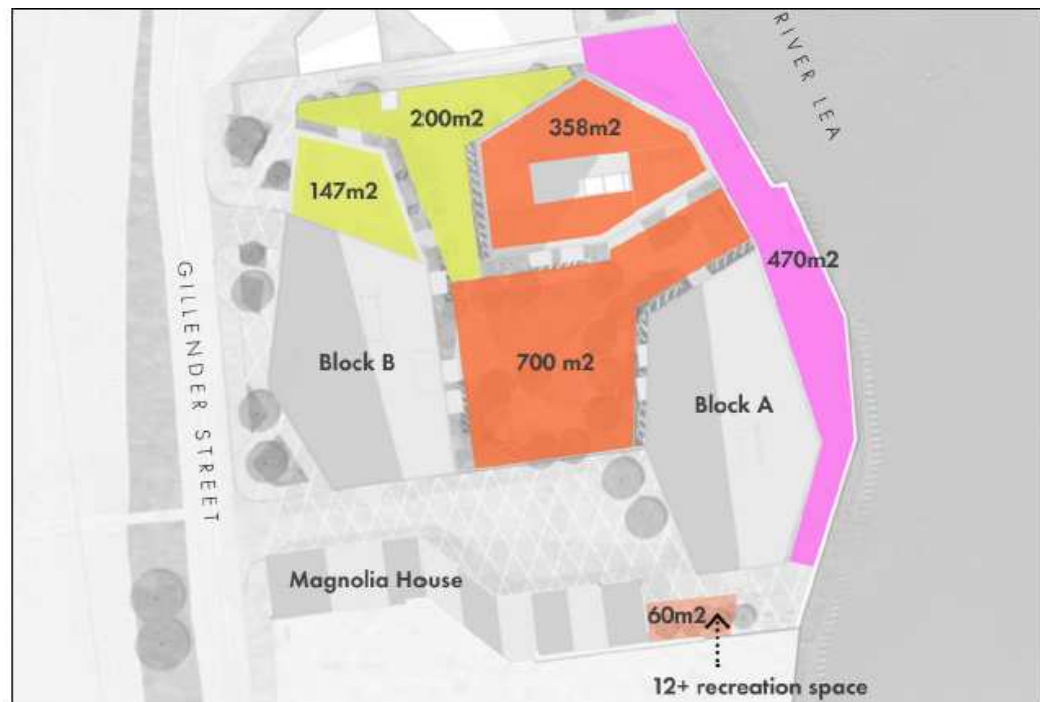 RIVER LEA
200m2
358m2
147m2
470m2
GILLENDER STREET
Block B
700 m2
Block A
Magnolia House
60m2
12+ recreation space